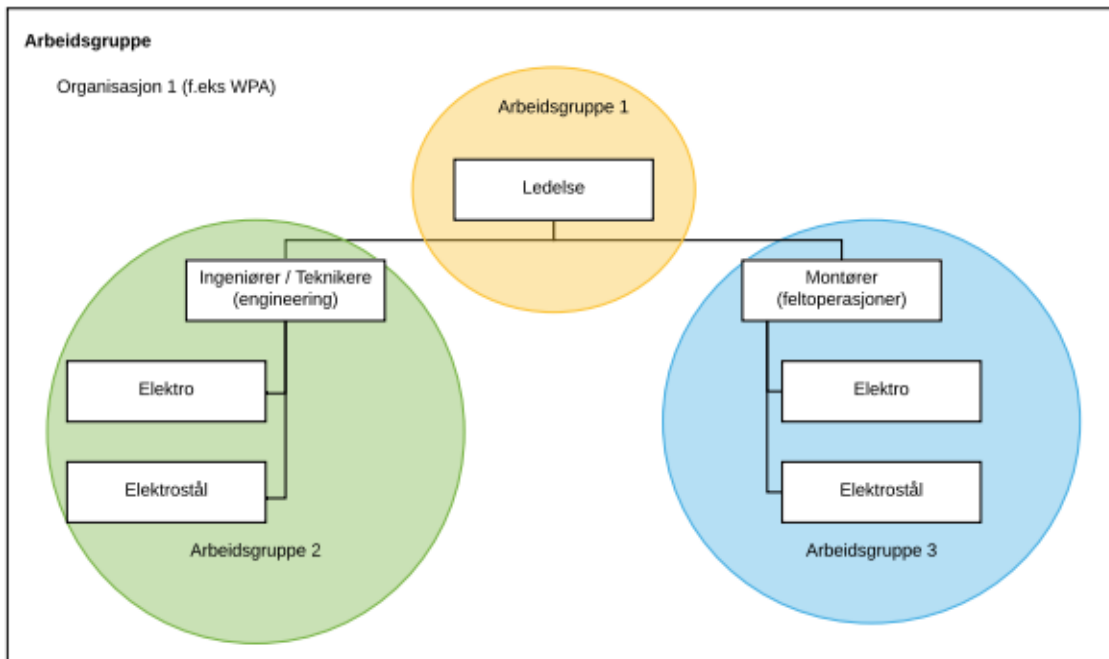 Arbeidsgruppe
Organisasjon 1 (f.eks WPA)
Arbeidsgruppe 1
Ledelse
Ingeniører / Teknikere
(engineering)
Elektro
Elektrostål
Arbeidsgruppe 2
Montører
(feltoperasjoner)
Elektro
Elektrostål
Arbeidsgruppe 3